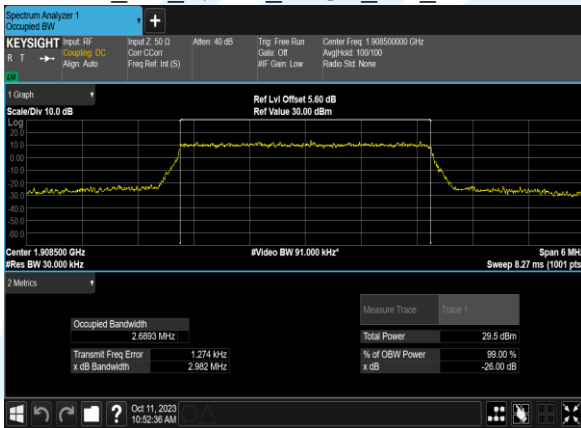 Spectrum Analyzer 1
Occupied BW
+
KEYSIGHT Input: RF Input Z: 50 Ω Atten: 40 dB Trig: Free Run Center Freq: 1.908500000 GHz
R T Coupling: DC Corr CCorr Gate: Off Avg|Hold: 100/100
Align: Auto Freq Ref: Int (S) #IF Gain: Low Radio Std: None
LV
1 Graph Ref Lvl Offset 5.60 dB
Scale/Div 10.0 dB Ref Value 30.00 dBm
Log
20.0
10.0
0.00
-10.0
-20.0
-30.0
-40.0
-50.0
-60.0
Center 1.908500 GHz #Video BW 91.000 kHz* Span 6 MHz
#Res BW 30.000 kHz Sweep 8.27 ms (1001 pts
2 Metrics
Measure Trace Trace 1
Occupied Bandwidth
2.6893 MHz Total Power 29.5 dBm
Transmit Freq Error 1.274 kHz % of OBW Power 99.00 %
x dB Bandwidth 2.982 MHz x dB -26.00 dB
? Oct 11, 2023
10:52:36 AM